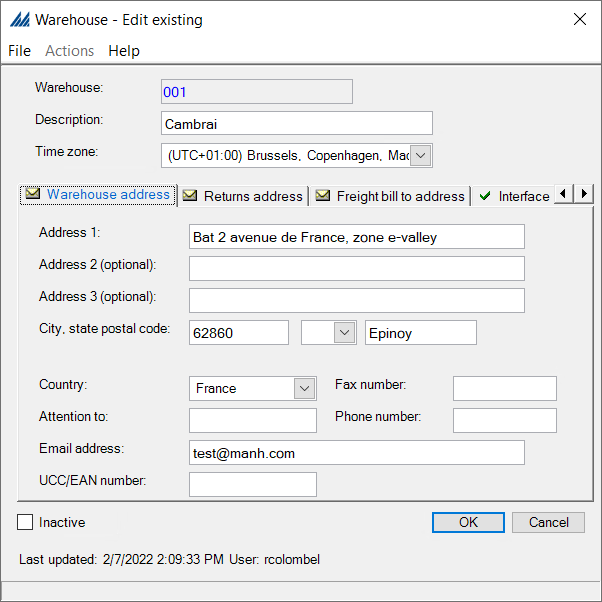 Warehouse - Edit existing
File Actions Help
Warehouse: 001
Description: Cambrai
Time zone: (UTC+01:00) Brussels, Copenhagen, Mad
Warehouse address Returns address Freight bill to address Interface
Address 1: Bat 2 avenue de France, zone e-valley
Address 2 (optional):
Address 3 (optional):
City, state postal code: 62860 Epinoy
Country: France Fax number:
Attention to: Phone number:
Email address: test@manh.com
UCC/EAN number:
Inactive OK Cancel
Last updated: 2/7/2022 2:09:33 PM User: rcolombel